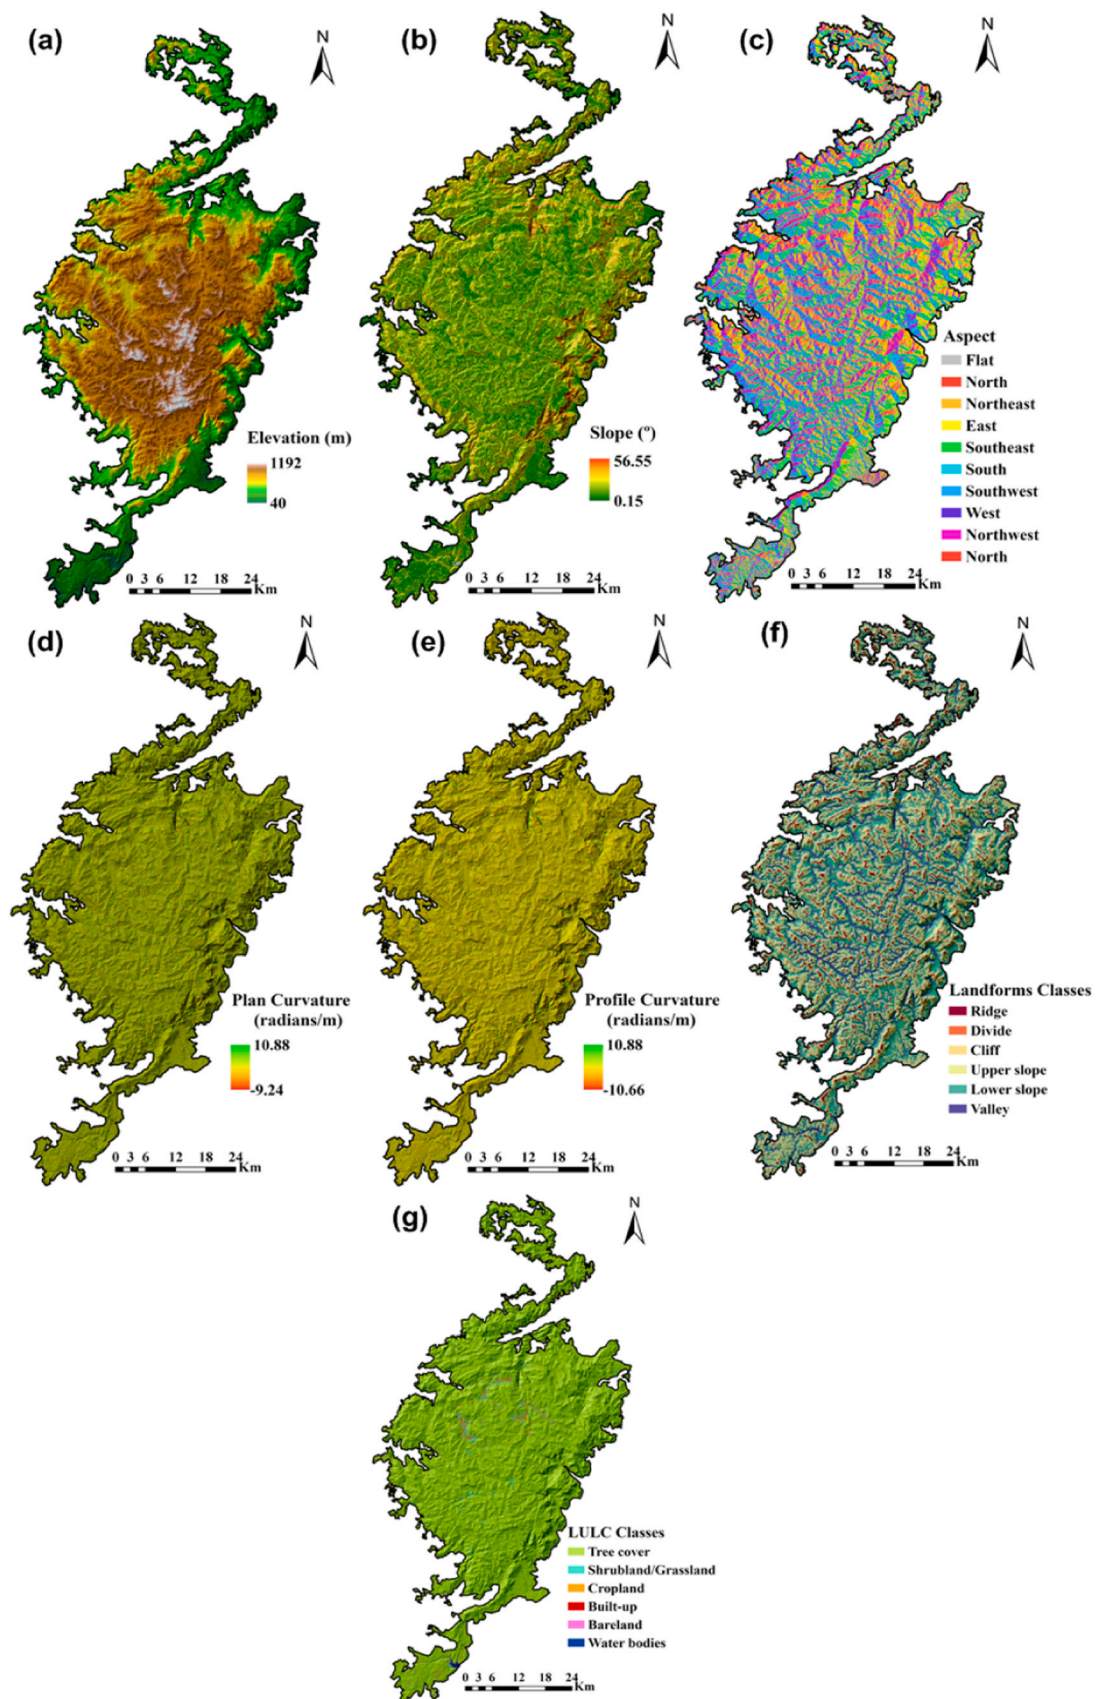 (a)
N
Elevation (m)
1192
40
0 3 6 12 18 24
Km
(b)
N
Slope (º)
56.55
0.15
0 3 6 12 18 24
Km
(c)
N
Aspect
Flat
North
Northeast
East
Southeast
South
Southwest
West
Northwest
North
0 3 6 12 18 24
Km
(d)
N
Plan Curvature
(radians/m)
10.88
-9.24
0 3 6 12 18 24
Km
(e)
N
Profile Curvature
(radians/m)
10.88
-10.66
0 3 6 12 18 24
Km
(f)
N
Landforms Classes
Ridge
Divide
Cliff
Upper slope
Lower slope
Valley
0 3 6 12 18 24
Km
(g)
N
LULC Classes
Tree cover
Shrubland/Grassland
Cropland
Built-up
Bareland
Water bodies
0 3 6 12 18 24
Km